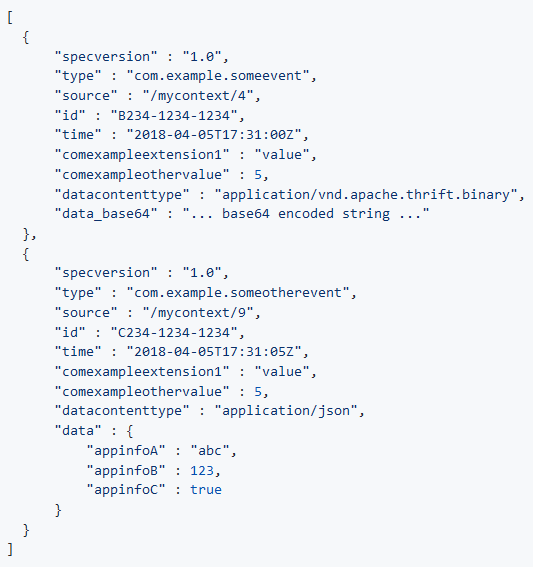 [
  {
      "specversion" : "1.0",
      "type" : "com.example.someevent",
      "source" : "/mycontext/4",
      "id" : "B234-1234-1234",
      "time" : "2018-04-05T17:31:00Z",
      "comexampleextension1" : "value",
      "comexampleothervalue" : 5,
      "datacontenttype" : "application/vnd.apache.thrift.binary",
      "data_base64" : "... base64 encoded string ..."
  },
  {
      "specversion" : "1.0",
      "type" : "com.example.someotherevent",
      "source" : "/mycontext/9",
      "id" : "C234-1234-1234",
      "time" : "2018-04-05T17:31:05Z",
      "comexampleextension1" : "value",
      "comexampleothervalue" : 5,
      "datacontenttype" : "application/json",
      "data" : {
          "appinfoA" : "abc",
          "appinfoB" : 123,
          "appinfoC" : true
      }
  }
]